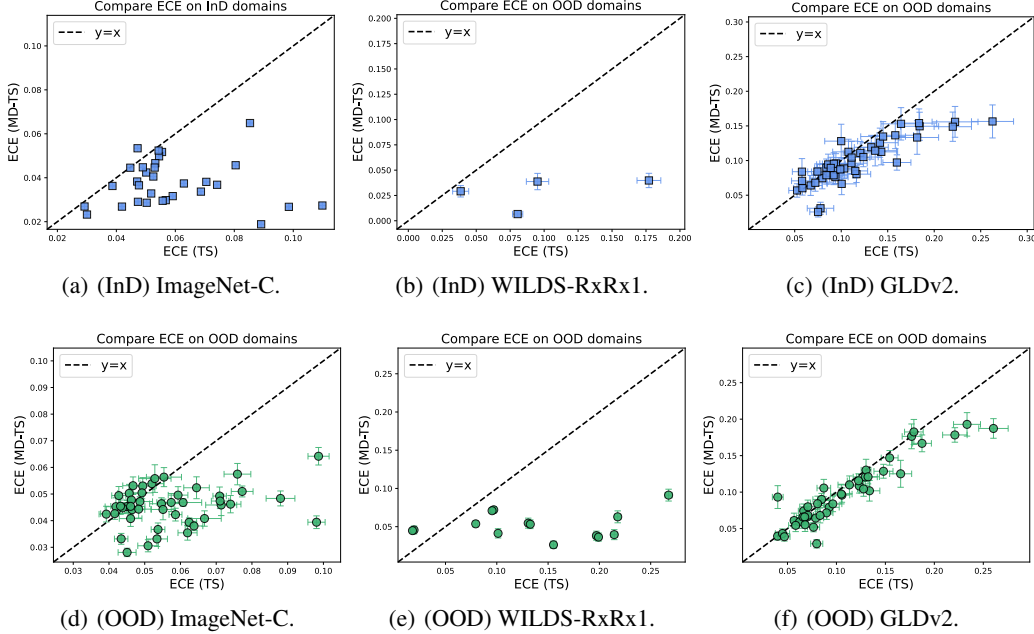 Compare ECE on InD domains
Compare ECE on OOD domains
Compare ECE on OOD domains
y=x
y=x
y=x
ECE (MD-TS)
0.10
0.08
0.06
0.04
0.02
0.02
0.04
0.06
0.08
0.10
ECE (TS)
ECE (MD-TS)
0.200
0.175
0.150
0.125
0.100
0.075
0.050
0.025
0.000
0.000
0.025
0.050
0.075
0.100
0.125
0.150
0.175
0.200
ECE (TS)
ECE (MD-TS)
0.30
0.25
0.20
0.15
0.10
0.05
0.05
0.10
0.15
0.20
0.25
0.30
ECE (TS)
(a) (InD) ImageNet-C.
(b) (InD) WILDS-RxRx1.
(c) (InD) GLDv2.
Compare ECE on OOD domains
Compare ECE on OOD domains
Compare ECE on OOD domains
y=x
y=x
y=x
ECE (MD-TS)
0.10
0.09
0.08
0.07
0.06
0.05
0.04
0.03
0.03
0.04
0.05
0.06
0.07
0.08
0.09
0.10
ECE (TS)
ECE (MD-TS)
0.25
0.20
0.15
0.10
0.05
0.05
0.10
0.15
0.20
0.25
ECE (TS)
ECE (MD-TS)
0.25
0.20
0.15
0.10
0.05
0.05
0.10
0.15
0.20
0.25
ECE (TS)
(d) (OOD) ImageNet-C.
(e) (OOD) WILDS-RxRx1.
(f) (OOD) GLDv2.